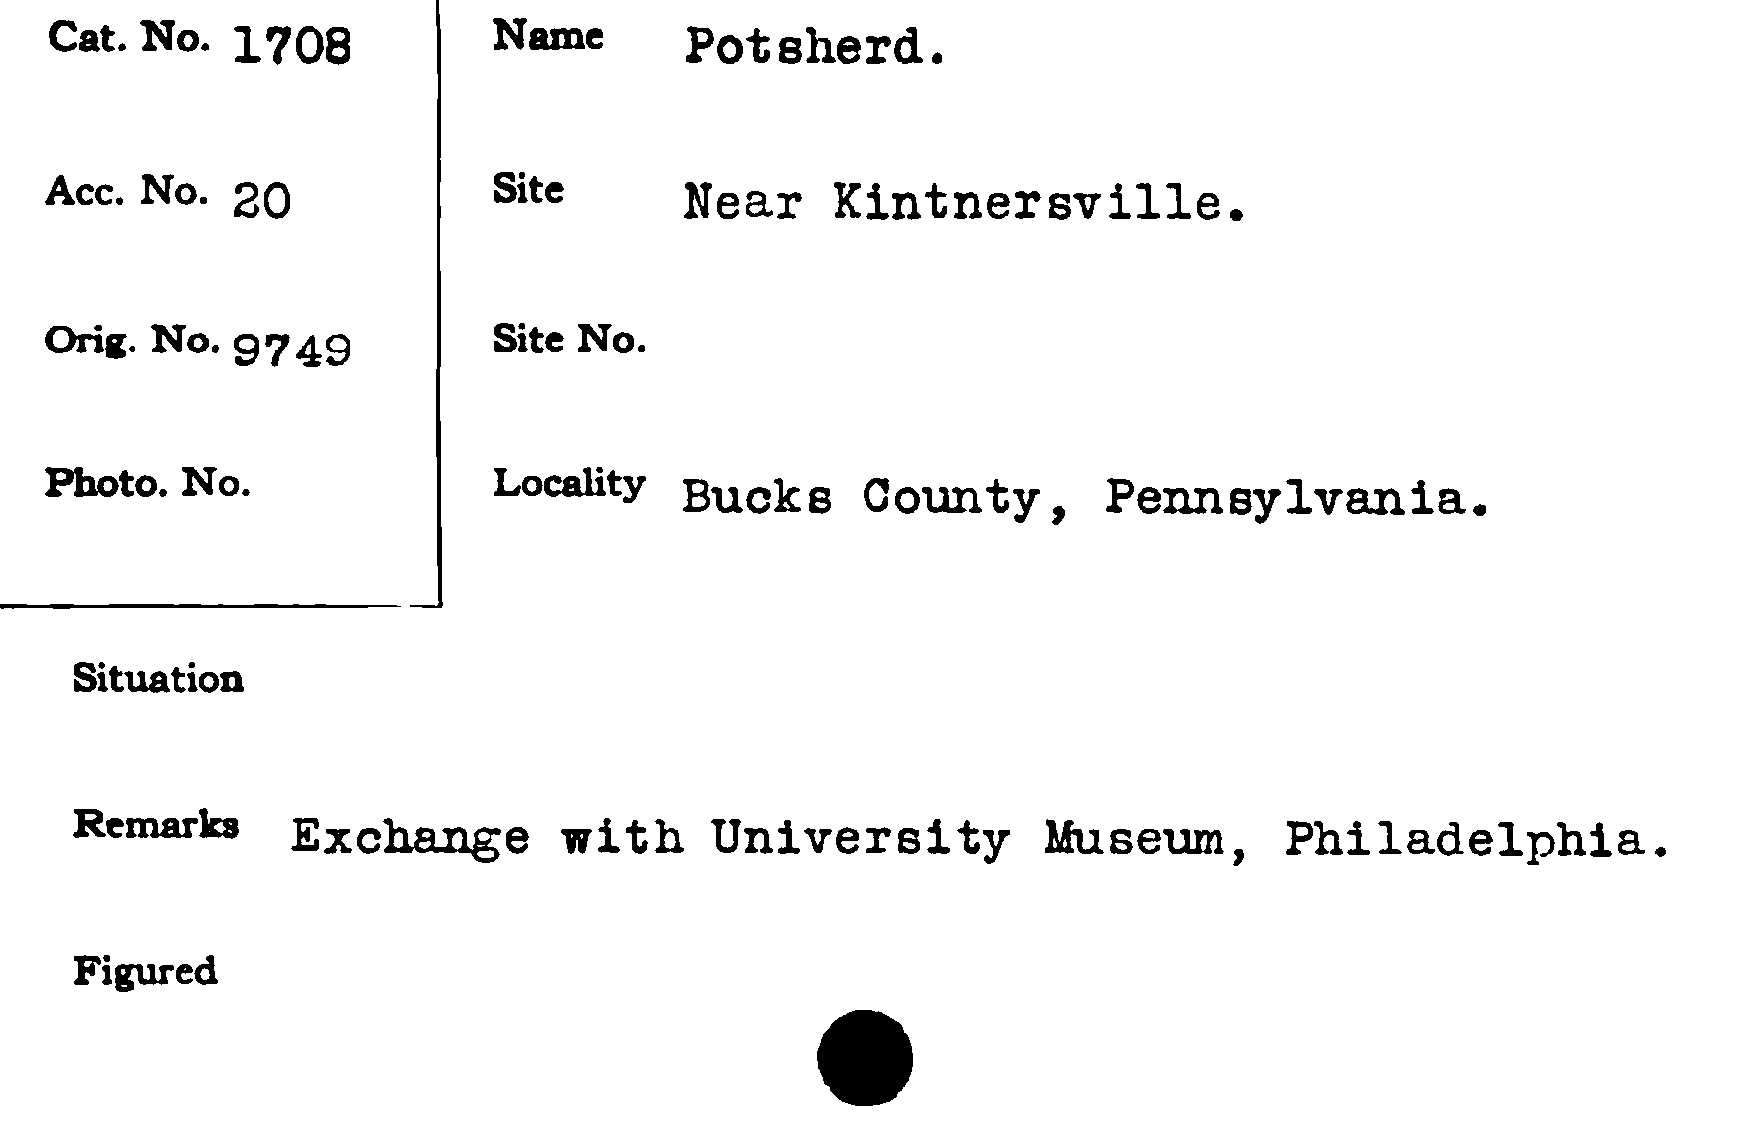 Cat. No. 1708
Name Potsherd.
Acc. No. 20
Site Near Kintnersville.
Orig. No. 9749
Site No.
Photo. No.
Locality Bucks County, Pennsylvania.
Situation
Remarks Exchange with University Museum, Philadelphia.
Figured